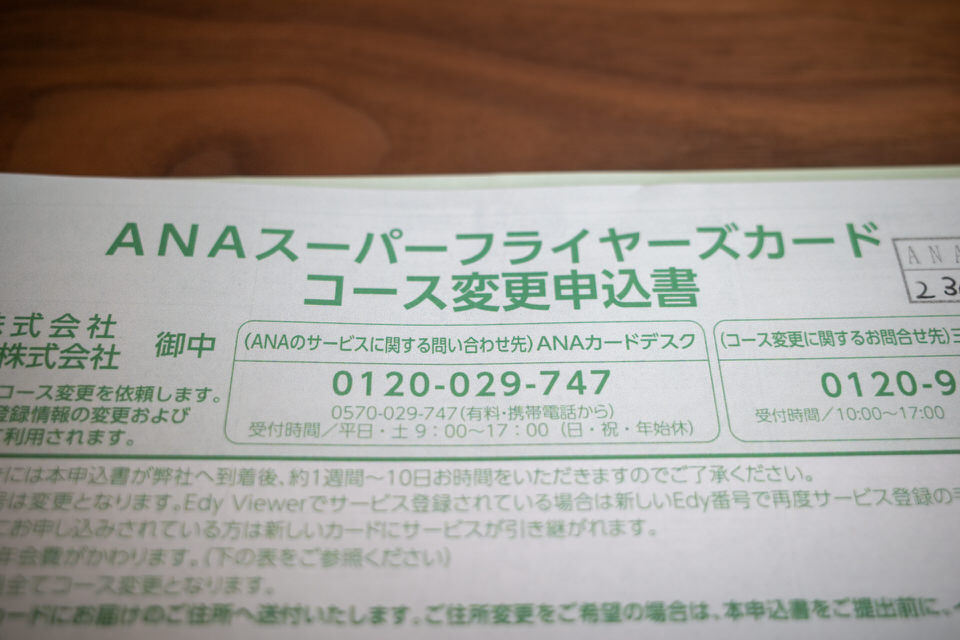 ANAスーパーフライヤーズカード
コース変更申込書
ANA
23
式会社
株式会社 御中
コース変更を依頼します。
登録情報の変更および
利用されます。
(ANAのサービスに関する問い合わせ先)ANAカードデスク
0120-029-747
0570-029-747(有料・携帯電話から)
受付時間/平日・土 9:00〜17:00 (日・祝・年始休)
(コース変更に関するお問合せ先)三
0120-9
受付時間/10:00〜17:00
には本申込書が弊社へ到着後、約1週間〜10日お時間をいただきますのでご了承ください。
は変更となります。Edy Viewerでサービス登録されている場合は新しいEdy番号で再度サービス登録の手
お申し込みされている方は新しいカードにサービスが引き継がれます。
年会費がかわります。(下の表をご参照ください)
全てコース変更となります。
カードにお届けのご住所へ送付いたします。ご住所変更をご希望の場合は、本申込書をご提出前に、